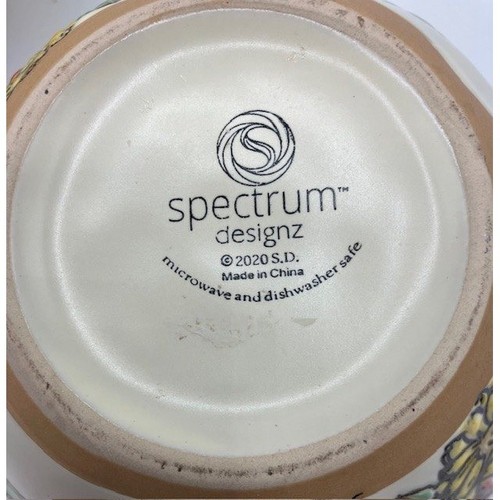 spectrum™
designz
©2020 S.D.
Made in China
microwave and dishwasher safe